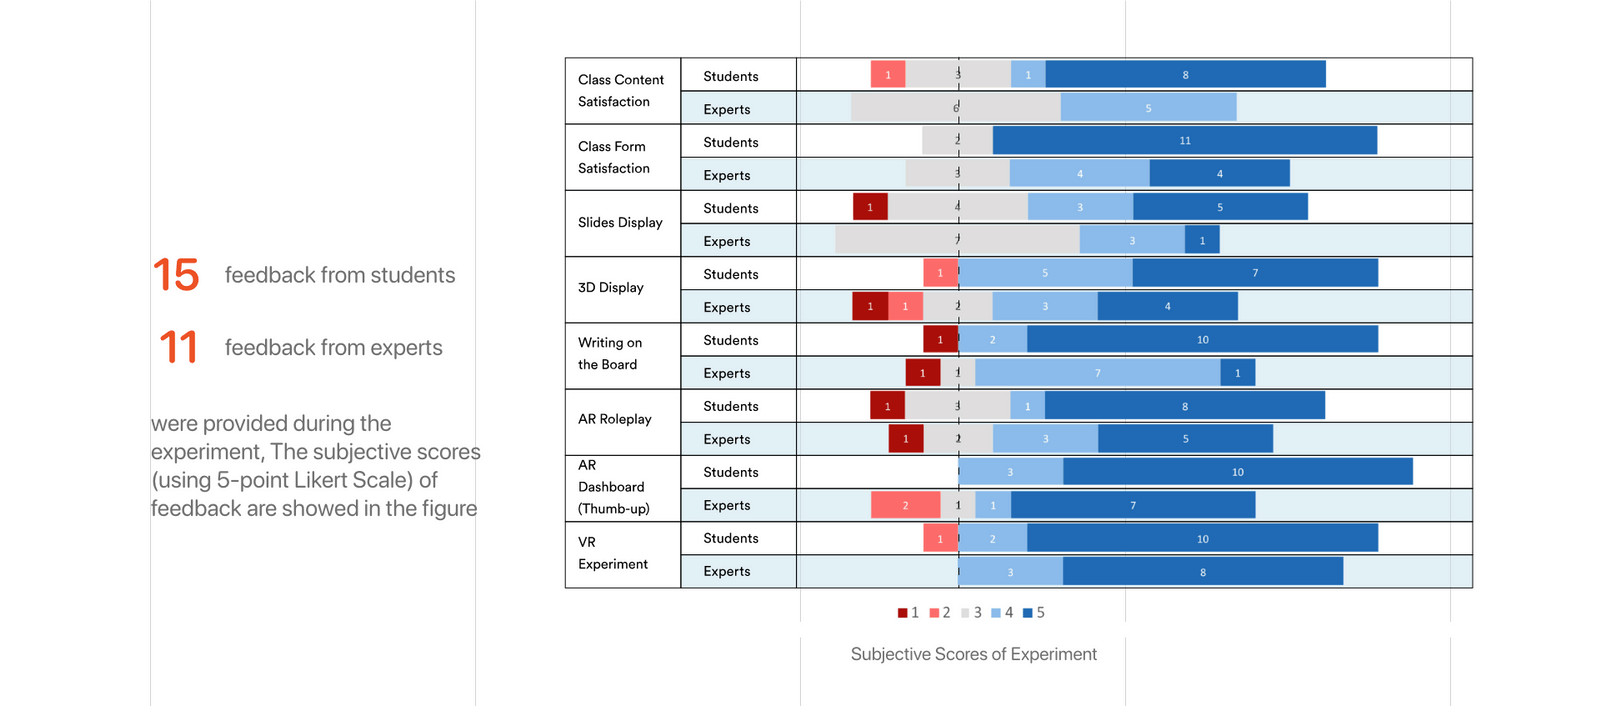 15 feedback from students
11 feedback from experts
were provided during the
experiment, The subjective scores
(using 5-point Likert Scale) of
feedback are showed in the figure
Class Content
Satisfaction
Students 1 3 1 8
Experts 6 5
Class Form
Satisfaction
Students 2 11
Experts 3 4 4
Slides Display
Students 1 4 3 5
Experts 7 3 1
3D Display
Students 1 5 7
Experts 1 1 2 3 4
Writing on
the Board
Students 1 2 10
Experts 1 7 1
AR Roleplay
Students 1 3 1 8
Experts 1 2 3 5
AR
Dashboard
(Thumb-up)
Students 3 10
Experts 2 1 1 7
VR
Experiment
Students 1 2 10
Experts 3 8
1 2 3 4 5
Subjective Scores of Experiment